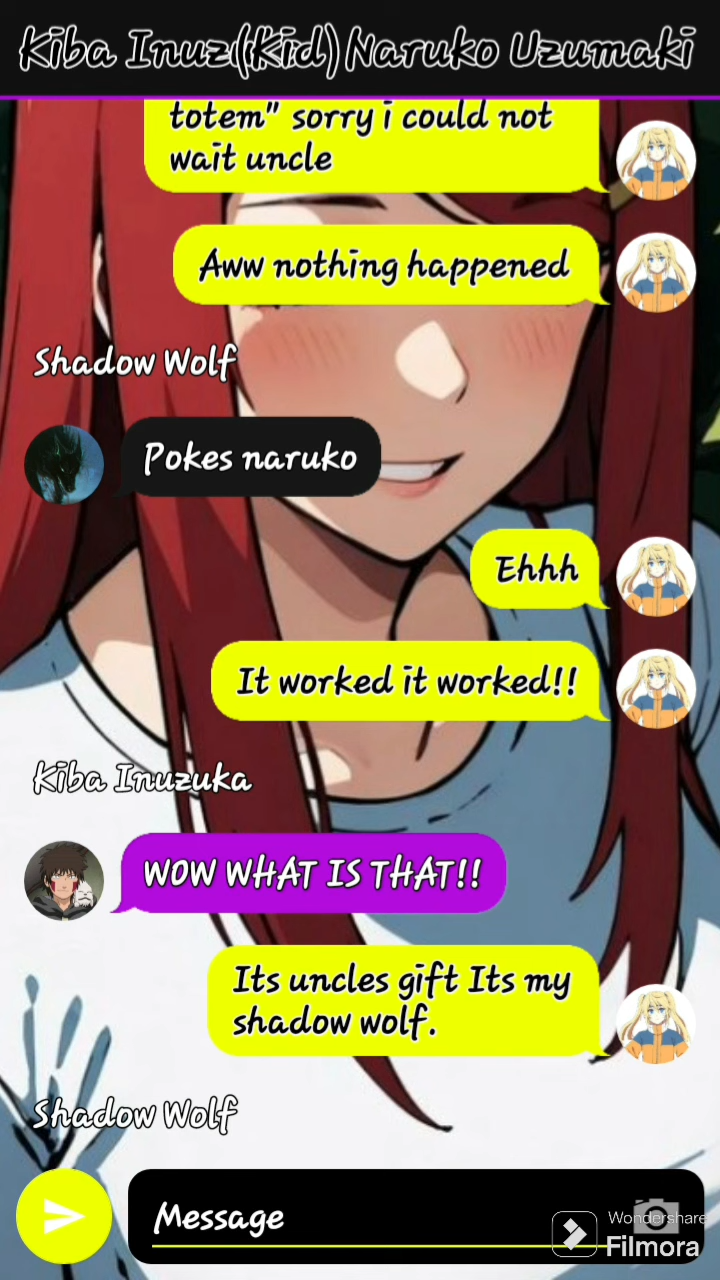 Kiba Inuz(Kid) Naruko Uzumaki
totem" sorry i could not
wait uncle
Aww nothing happened
Shadow Wolf
Pokes naruko
Ehhh
It worked it worked!!
Kiba Inuzuka
WOW WHAT IS THAT!!
Its uncles gift Its my
shadow wolf.
Shadow Wolf
Message
Wondershare
Filmora